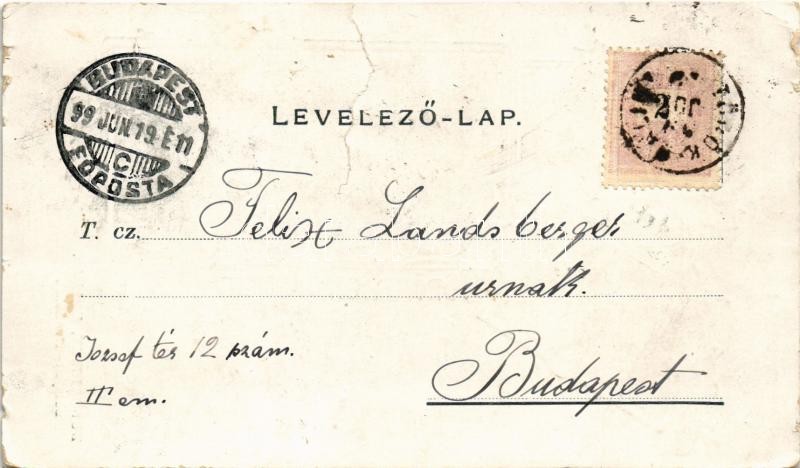 BUDAPEST
99 JUN. 19. É. 11
C
FŐPOSTA
LEVELEZŐ-LAP.
TÖRÖK
T. cz. Felix Landsberger
urnak.
József tér 12 szám.
II em.
Budapest